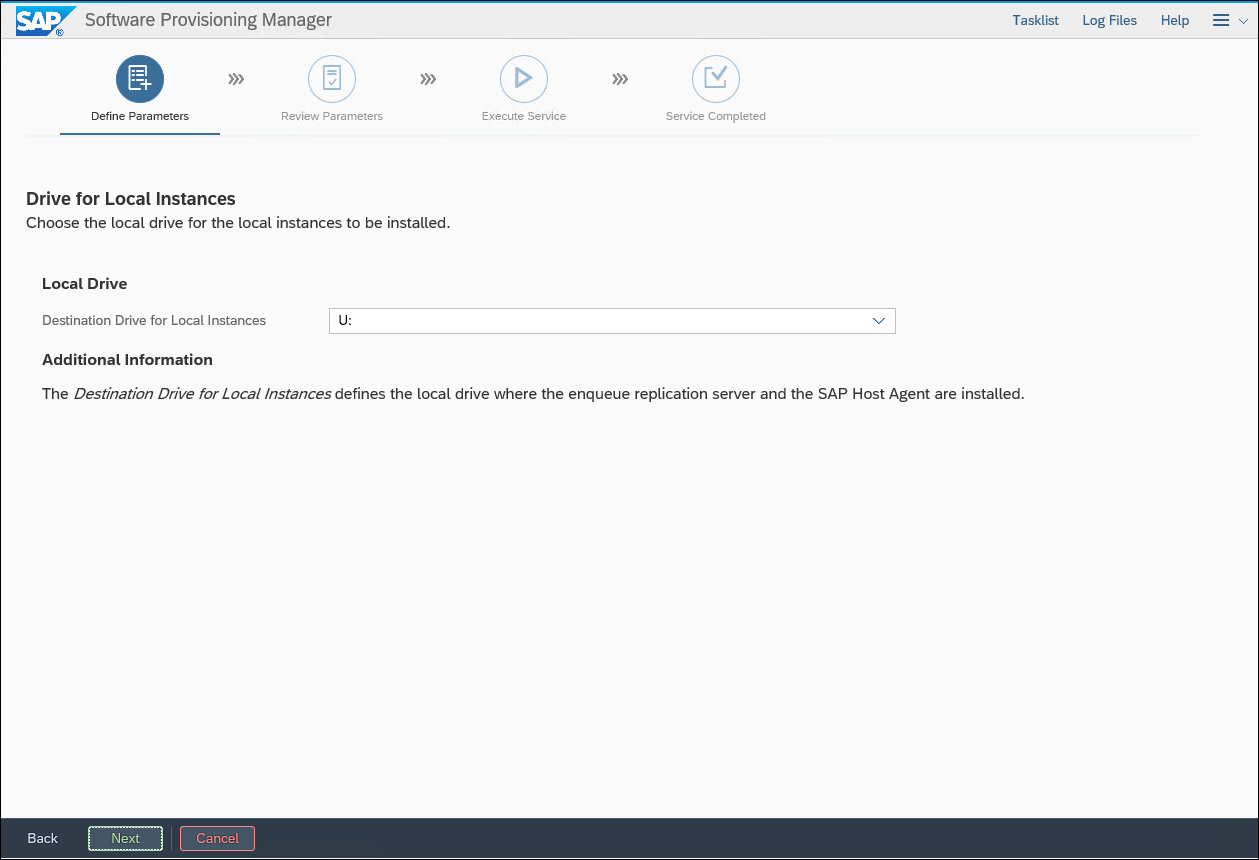 SAP® Software Provisioning Manager Tasklist Log Files Help
Define Parameters Review Parameters Execute Service Service Completed
Drive for Local Instances
Choose the local drive for the local instances to be installed.
Local Drive
Destination Drive for Local Instances U:
Additional Information
The Destination Drive for Local Instances defines the local drive where the enqueue replication server and the SAP Host Agent are installed.
Back Next Cancel